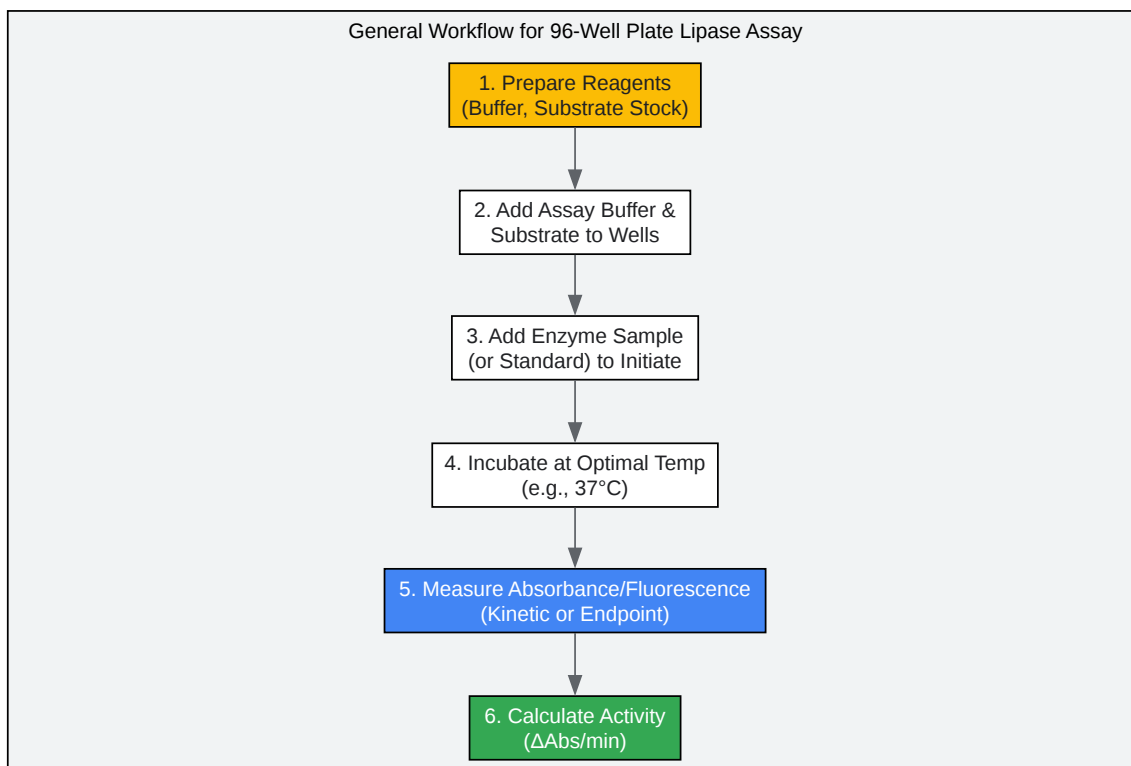 General Workflow for 96-Well Plate Lipase Assay
1. Prepare Reagents
(Buffer, Substrate Stock)
2. Add Assay Buffer &
Substrate to Wells
3. Add Enzyme Sample
(or Standard) to Initiate
4. Incubate at Optimal Temp
(e.g., 37°C)
5. Measure Absorbance/Fluorescence
(Kinetic or Endpoint)
6. Calculate Activity
(ΔAbs/min)